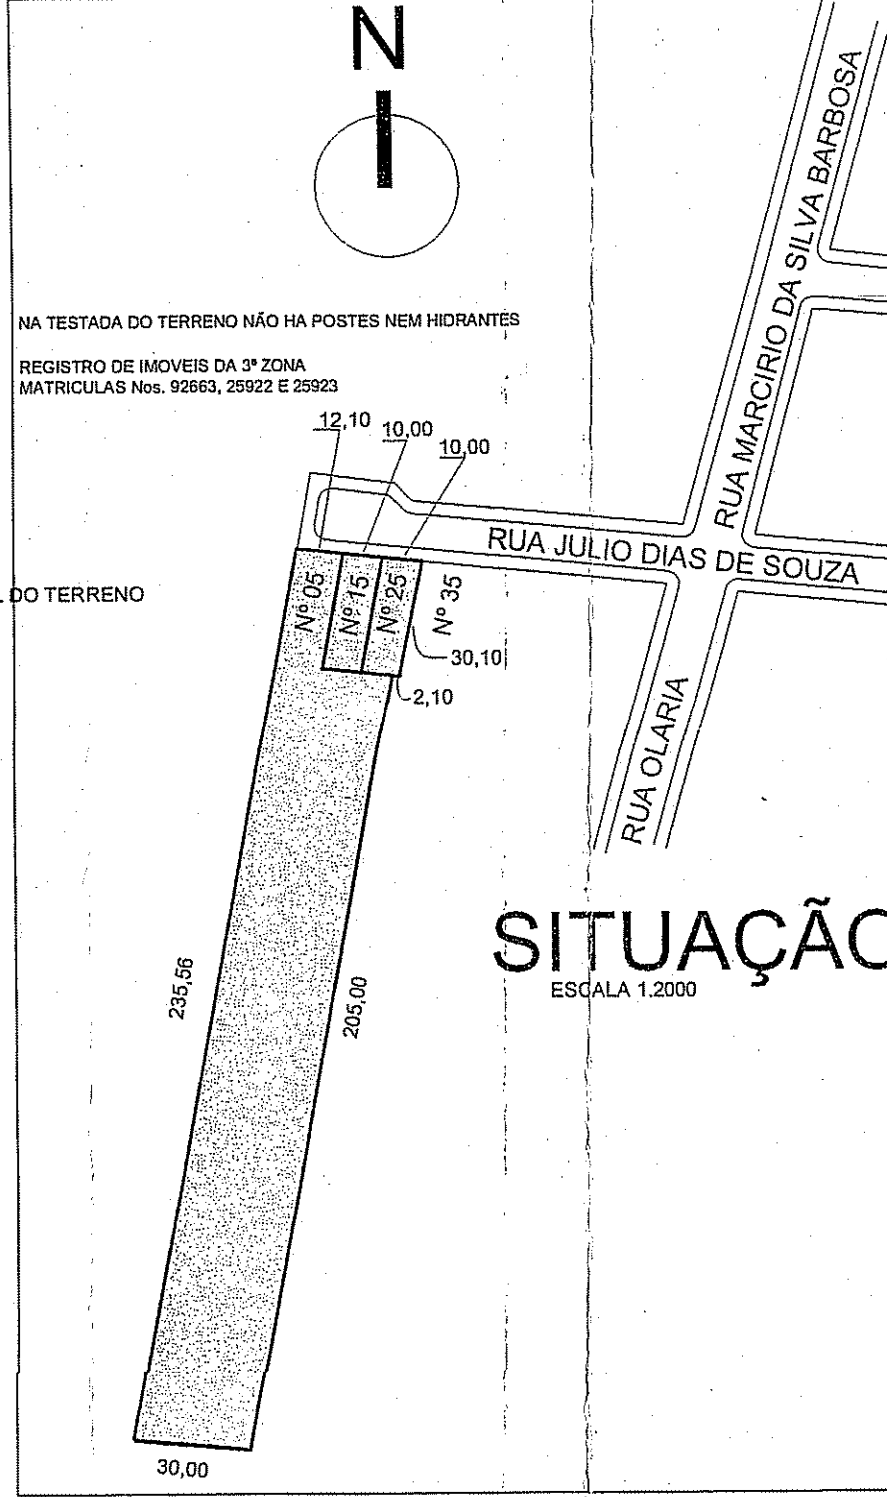 N
NA TESTADA DO TERRENO NÃO HA POSTES NEM HIDRANTES
REGISTRO DE IMOVEIS DA 3ª ZONA
MATRICULAS Nos. 92663, 25922 E 25923
12,10
10,00
10,00
RUA MARCIRIO DA SILVA BARBOSA
RUA JULIO DIAS DE SOUZA
DO TERRENO
Nº 05
Nº 15
Nº 25
Nº 35
30,10
2,10
RUA OLARIA
SITUAÇÃO
ESCALA 1.2000
235,56
205,00
30,00